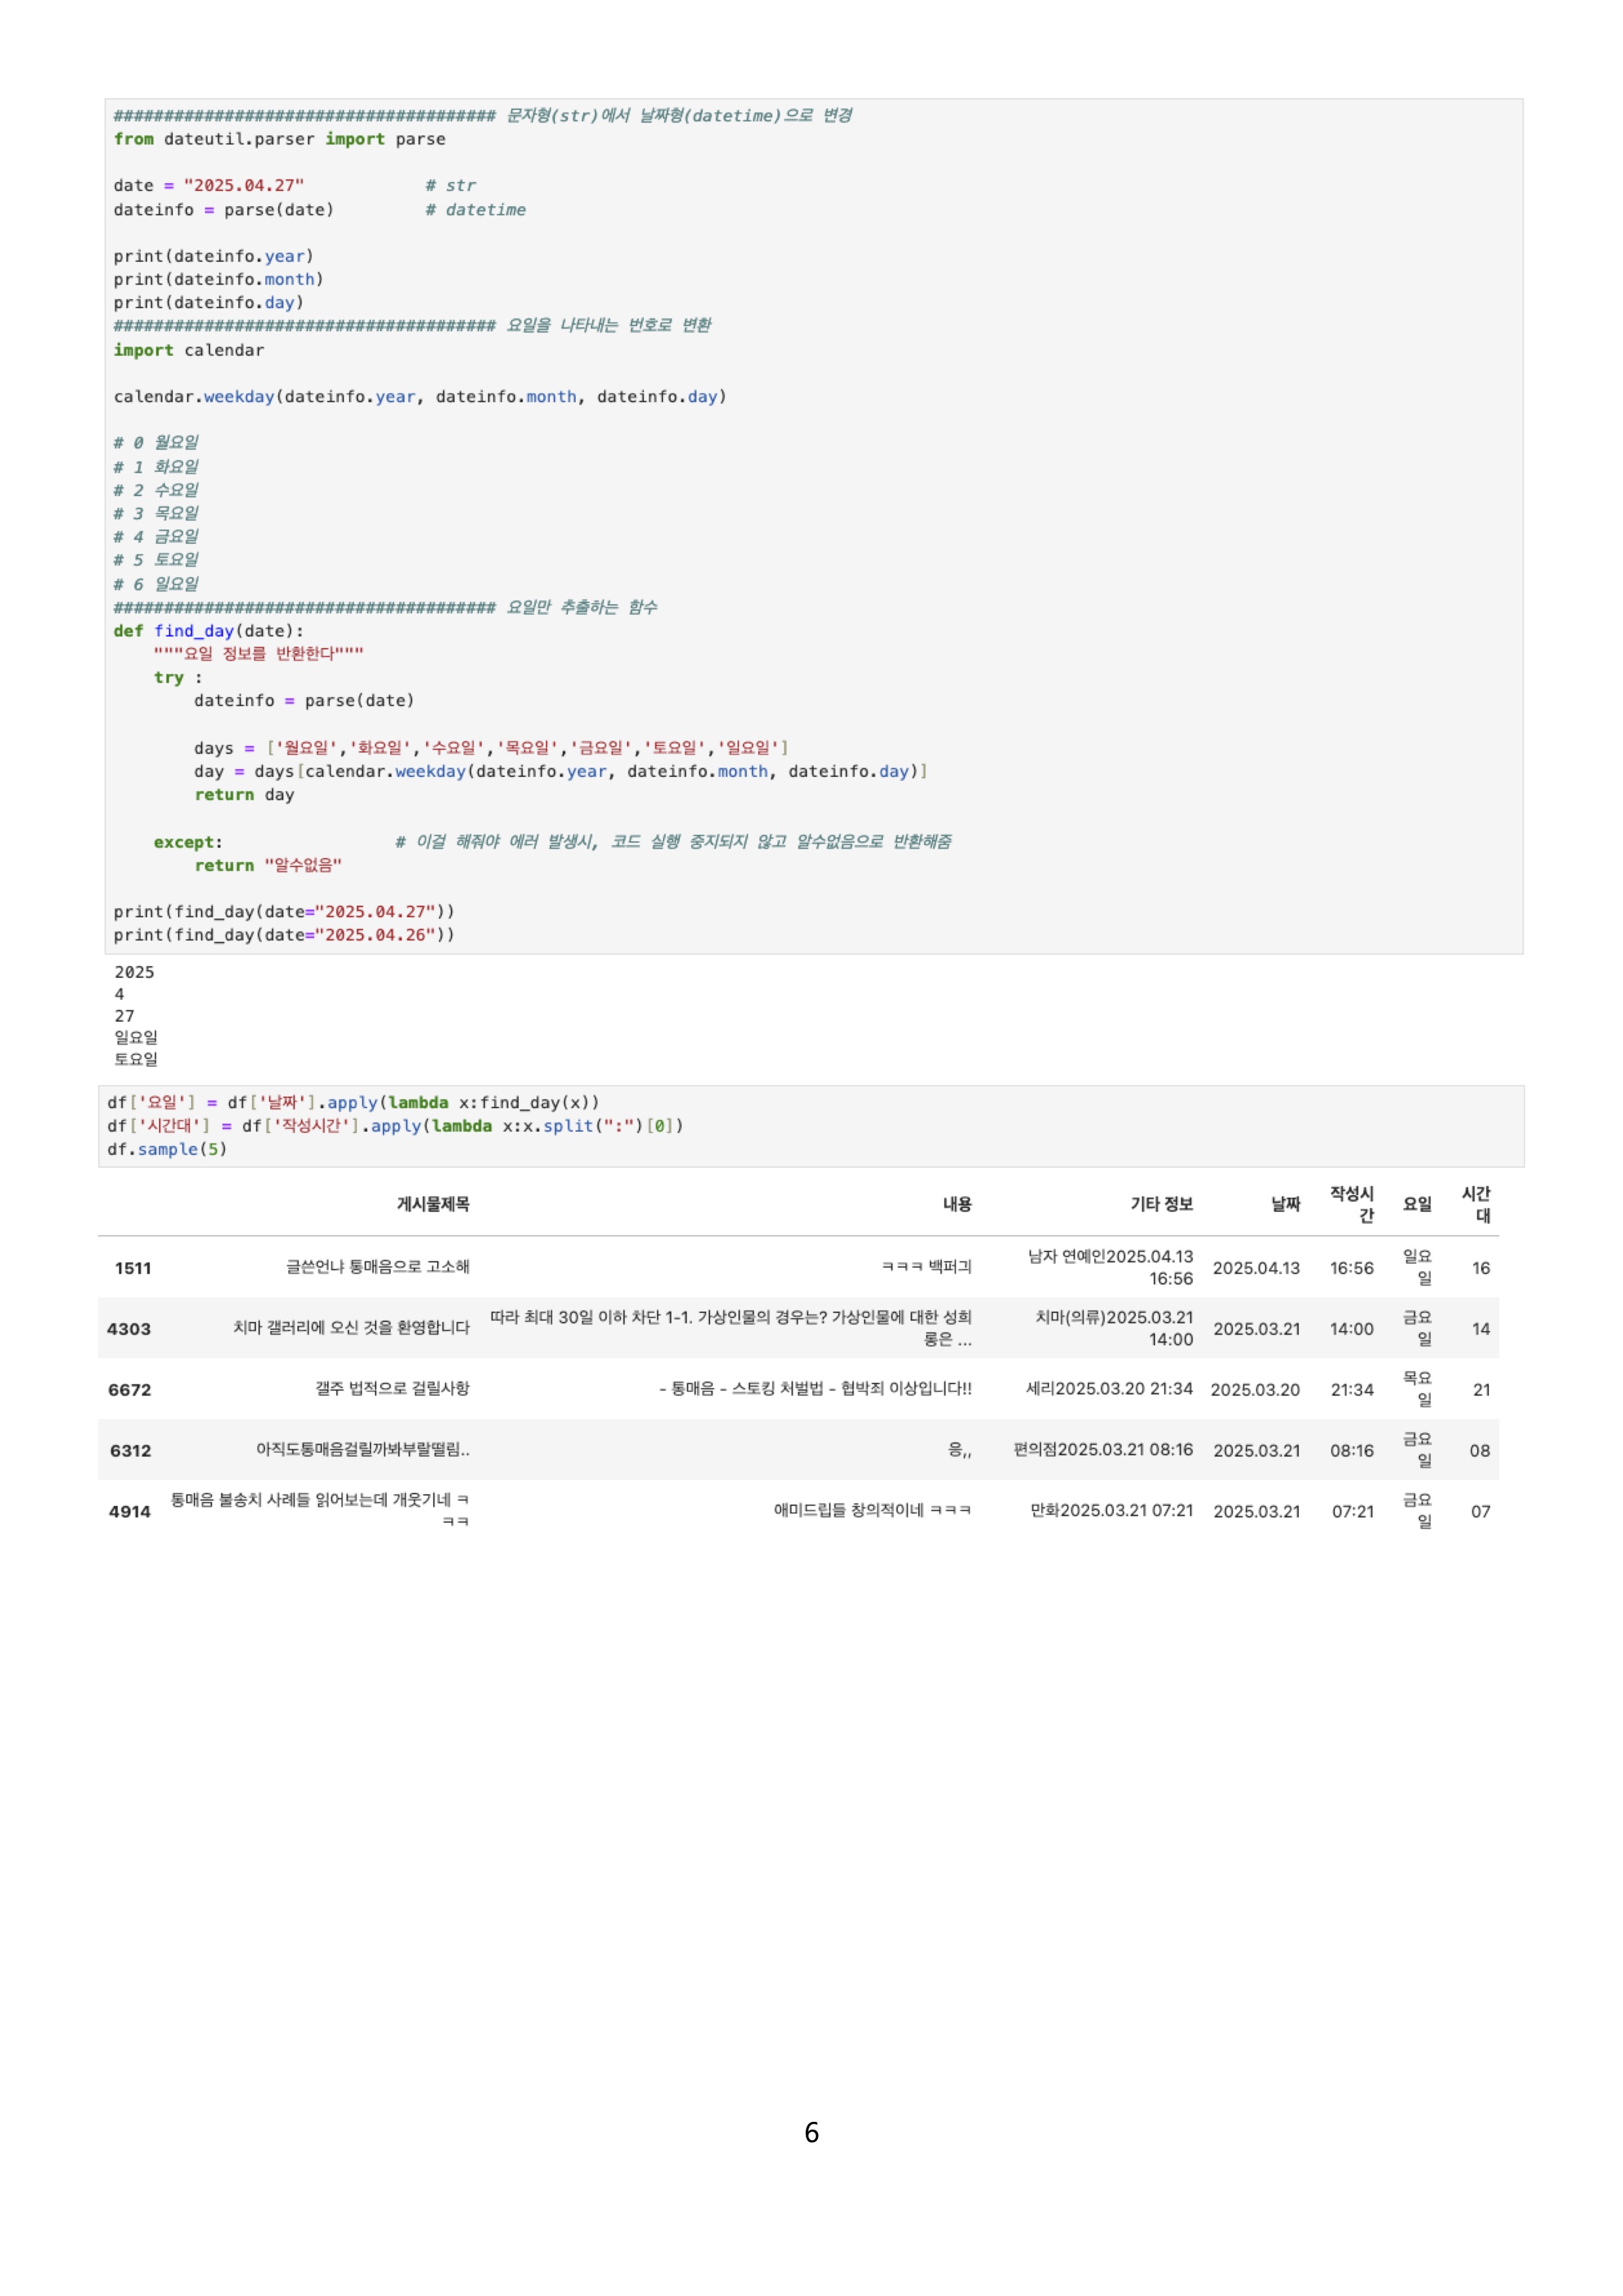 ###################################### 문자형(str)에서 날짜형(datetime)으로 변경
from dateutil.parser import parse
date = "2025.04.27"            # str
dateinfo = parse(date)         # datetime
print(dateinfo.year)
print(dateinfo.month)
print(dateinfo.day)
###################################### 요일을 나타내는 번호로 변환
import calendar
calendar.weekday(dateinfo.year, dateinfo.month, dateinfo.day)
# 0 월요일
# 1 화요일
# 2 수요일
# 3 목요일
# 4 금요일
# 5 토요일
# 6 일요일
###################################### 요일만 추출하는 함수
def find_day(date):
    """요일 정보를 반환한다"""
    try :
        dateinfo = parse(date)
        days = ['월요일','화요일','수요일','목요일','금요일','토요일','일요일']
        day = days[calendar.weekday(dateinfo.year, dateinfo.month, dateinfo.day)]
        return day
    except:                 # 이걸 해줘야 에러 발생시, 코드 실행 중지되지 않고 알수없음으로 반환해줌
        return "알수없음"
print(find_day(date="2025.04.27"))
print(find_day(date="2025.04.26"))
2025
4
27
일요일
토요일
df['요일'] = df['날짜'].apply(lambda x:find_day(x))
df['시간대'] = df['작성시간'].apply(lambda x:x.split(":")[0])
df.sample(5)
게시물제목 내용 기타 정보 날짜 작성시간 요일 시간대
1511 글쓴언냐 통매음으로 고소해 ㅋㅋㅋ 백퍼긔 남자 연예인2025.04.13 16:56 2025.04.13 16:56 일요일 16
4303 치마 갤러리에 오신 것을 환영합니다 따라 최대 30일 이하 차단 1-1. 가상인물의 경우는? 가상인물에 대한 성희롱은 ... 치마(의류)2025.03.21 14:00 2025.03.21 14:00 금요일 14
6672 갤주 법적으로 걸릴사항 - 통매음 - 스토킹 처벌법 - 협박죄 이상입니다!! 세리2025.03.20 21:34 2025.03.20 21:34 목요일 21
6312 아직도통매음걸릴까봐부랄떨림.. 응,, 편의점2025.03.21 08:16 2025.03.21 08:16 금요일 08
4914 통매음 불송치 사례들 읽어보는데 개웃기네 ㅋㅋㅋ 애미드립들 창의적이네 ㅋㅋㅋ 만화2025.03.21 07:21 2025.03.21 07:21 금요일 07
6